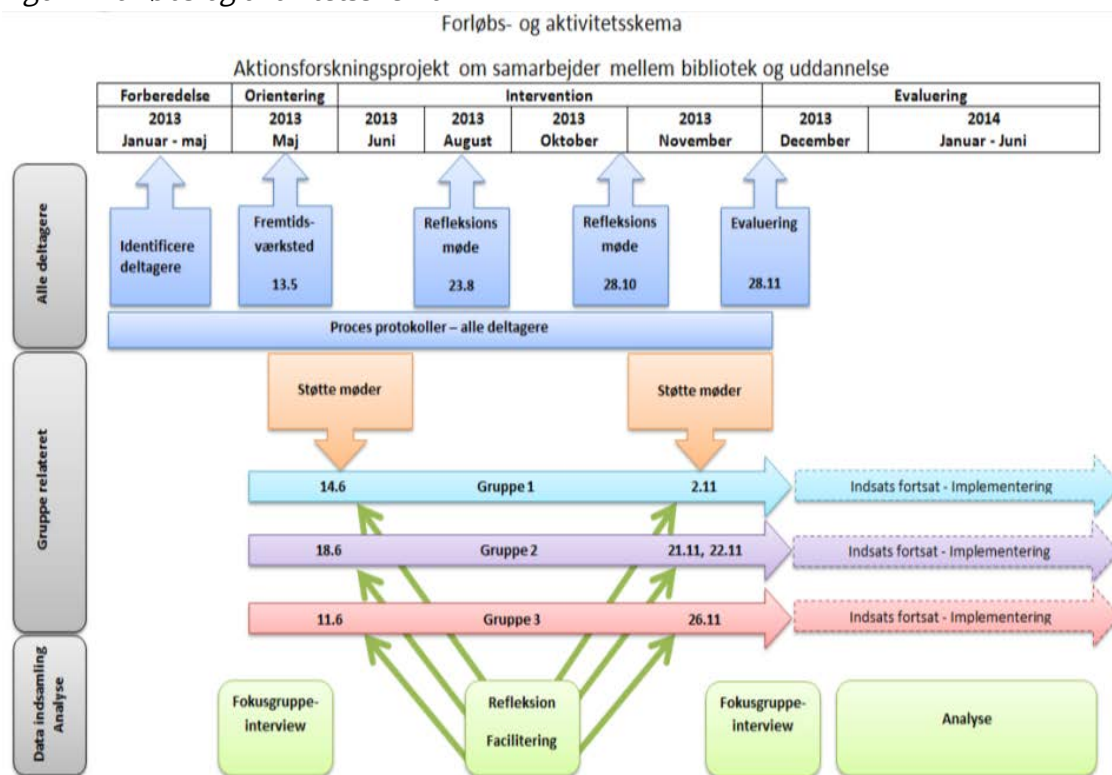 Forløbs- og aktivitetsskema
Aktionsforskningsprojekt om samarbejder mellem bibliotek og uddannelse
Forberedelse Orientering Intervention Evaluering
2013 2013 2013 2013 2013 2013 2013 2014
Januar - maj Maj Juni August Oktober November December Januar - Juni
Alle deltagere
Identificere
deltagere
Fremtids-
værksted
13.5
Refleksions
møde
23.8
Refleksions
møde
28.10
Evaluering
28.11
Proces protokoller – alle deltagere
Gruppe relateret
Støtte møder
Støtte møder
14.6 Gruppe 1 2.11
Indsats fortsat - Implementering
18.6 Gruppe 2 21.11, 22.11
Indsats fortsat - Implementering
11.6 Gruppe 3 26.11
Indsats fortsat - Implementering
Data indsamling
Analyse
Fokusgruppe-
interview
Refleksion
Facilitering
Fokusgruppe-
interview
Analyse